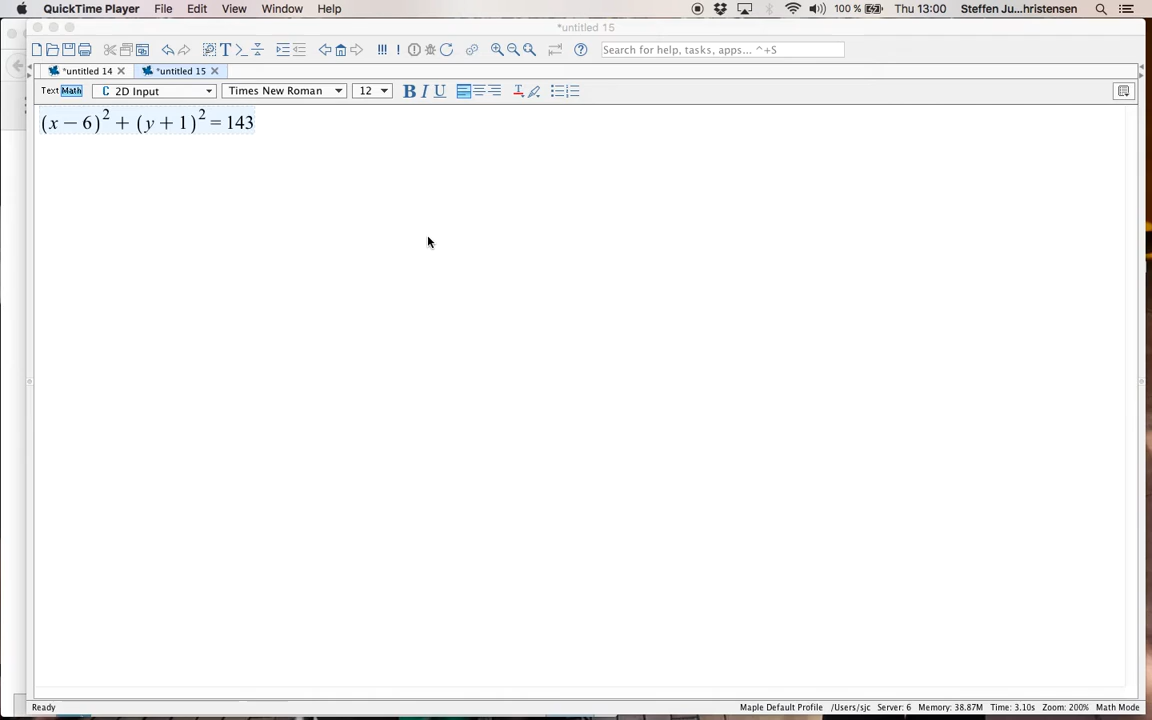 QuickTime Player File Edit View Window Help 100 % Thu 13:00 Steffen Ju...hristensen
*untitled 15
Search for help, tasks, apps... ^+S
*untitled 14 *untitled 15
Text Math C 2D Input Times New Roman 12 B I U
(x − 6)² + (y + 1)² = 143
Ready Maple Default Profile /Users/sjc Server: 6 Memory: 38.87M Time: 3.10s Zoom: 200% Math Mode